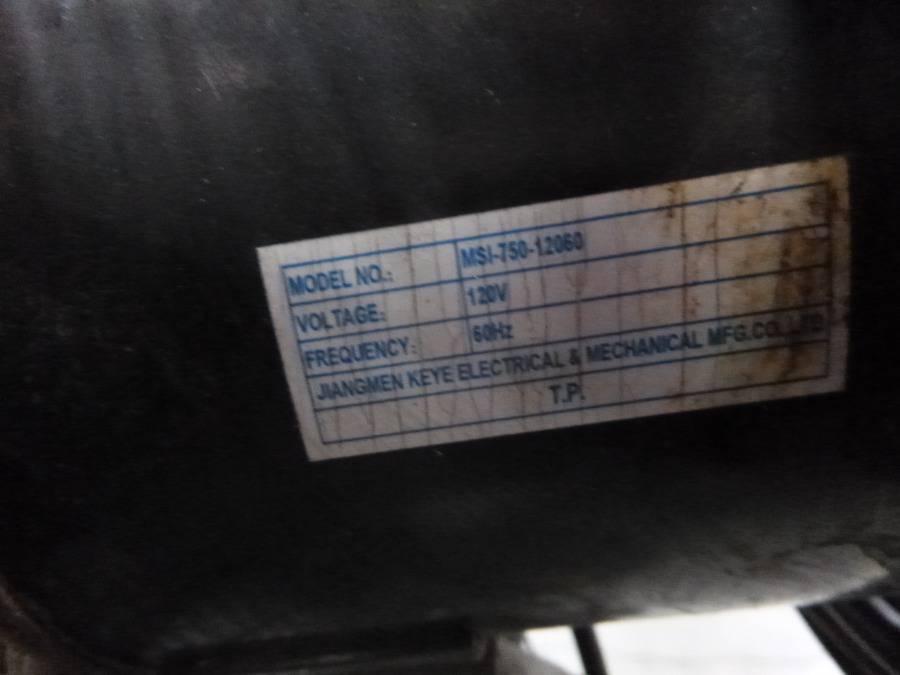 MODEL NO.: MSI-750-12060
VOLTAGE: 120V
FREQUENCY: 60Hz
JIANGMEN KEYE ELECTRICAL & MECHANICAL MFG.CO.,LTD
T.P.